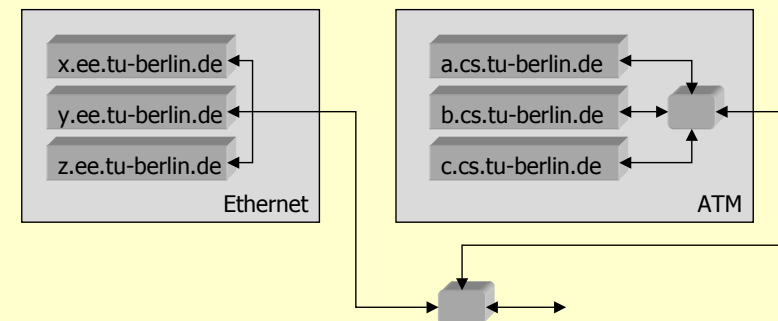 x.ee.tu-berlin.de
y.ee.tu-berlin.de
z.ee.tu-berlin.de
Ethernet
a.cs.tu-berlin.de
b.cs.tu-berlin.de
c.cs.tu-berlin.de
ATM